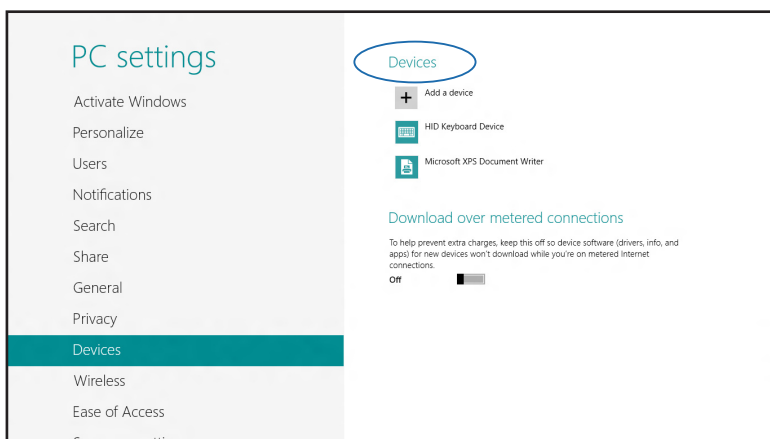 PC settings
Activate Windows
Personalize
Users
Notifications
Search
Share
General
Privacy
Devices
Wireless
Ease of Access
Devices
Add a device
HID Keyboard Device
Microsoft XPS Document Writer
Download over metered connections
To help prevent extra charges, keep this off so device software (drivers, info, and
apps) for new devices won't download while you're on metered Internet
connections.
Off